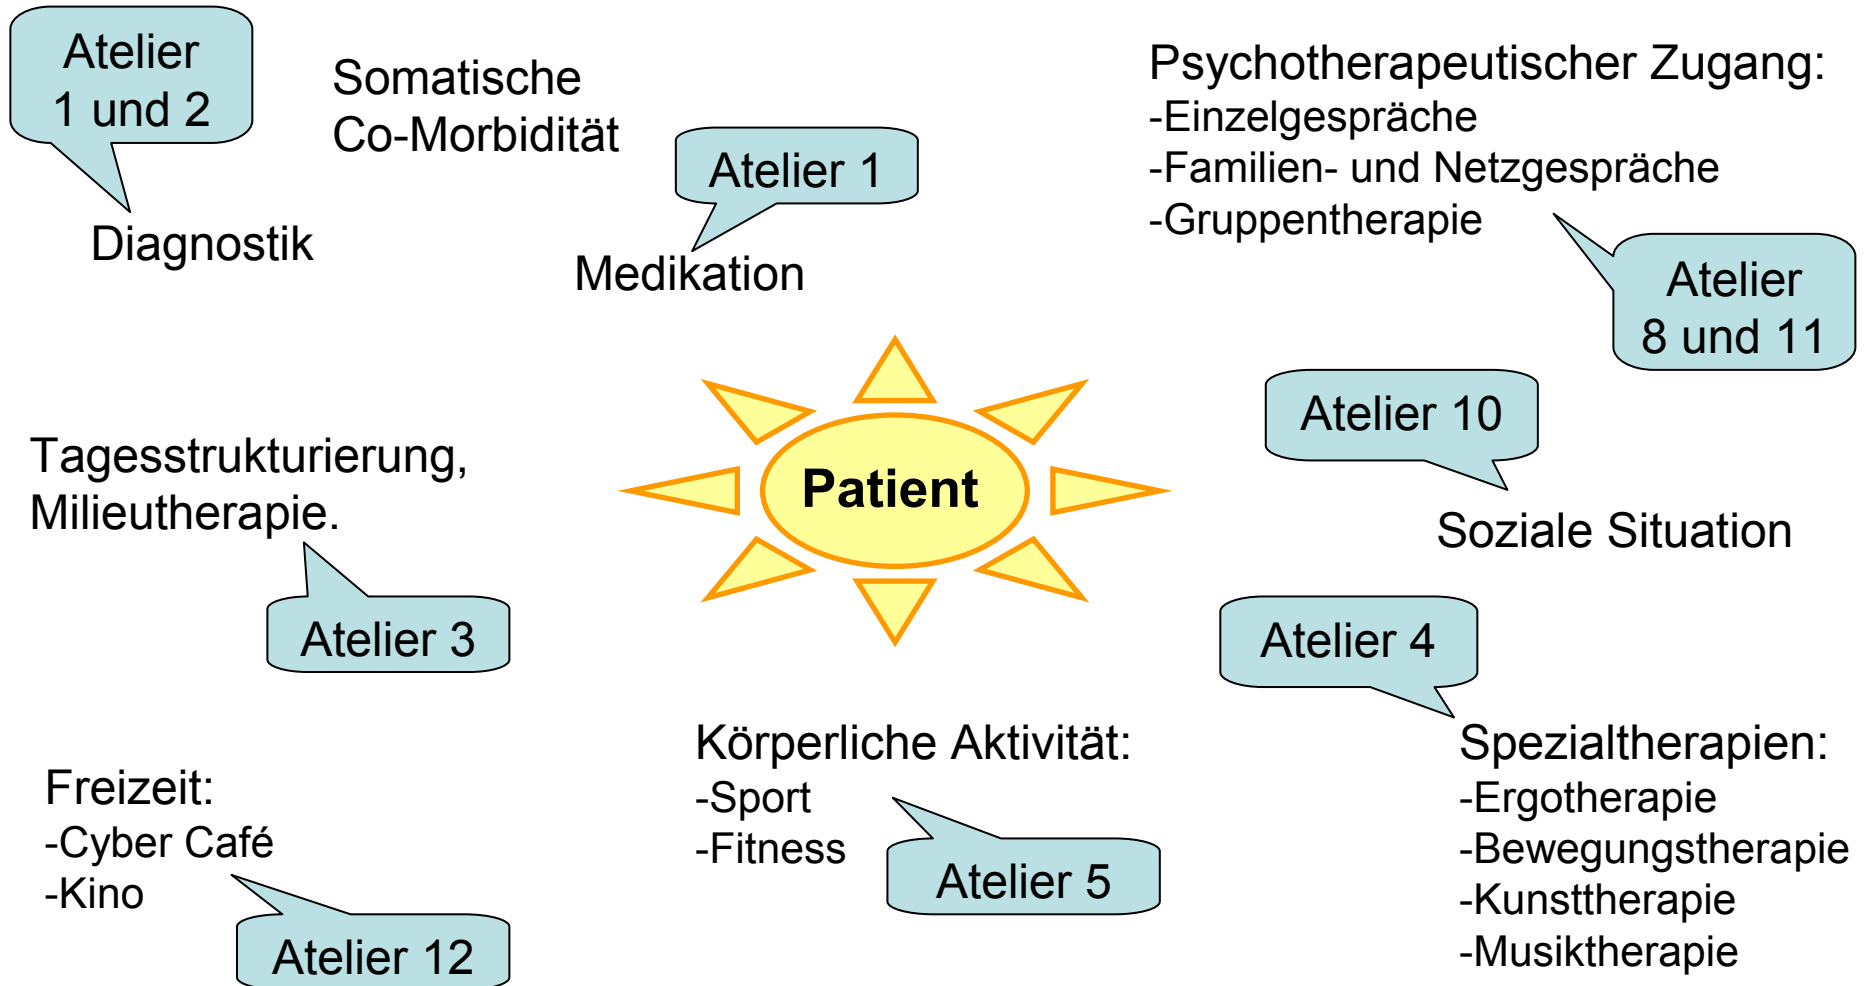 Atelier
1 und 2
Somatische
Co-Morbidität
Atelier 1
Diagnostik
Medikation
Psychotherapeutischer Zugang:
-Einzelgespräche
-Familien- und Netzgespräche
-Gruppentherapie
Atelier
8 und 11
Atelier 10
Soziale Situation
Tagesstrukturierung,
Milieutherapie.
Atelier 3
Patient
Atelier 4
Freizeit:
-Cyber Café
-Kino
Atelier 12
Körperliche Aktivität:
-Sport
-Fitness
Atelier 5
Spezialtherapien:
-Ergotherapie
-Bewegungstherapie
-Kunsttherapie
-Musiktherapie